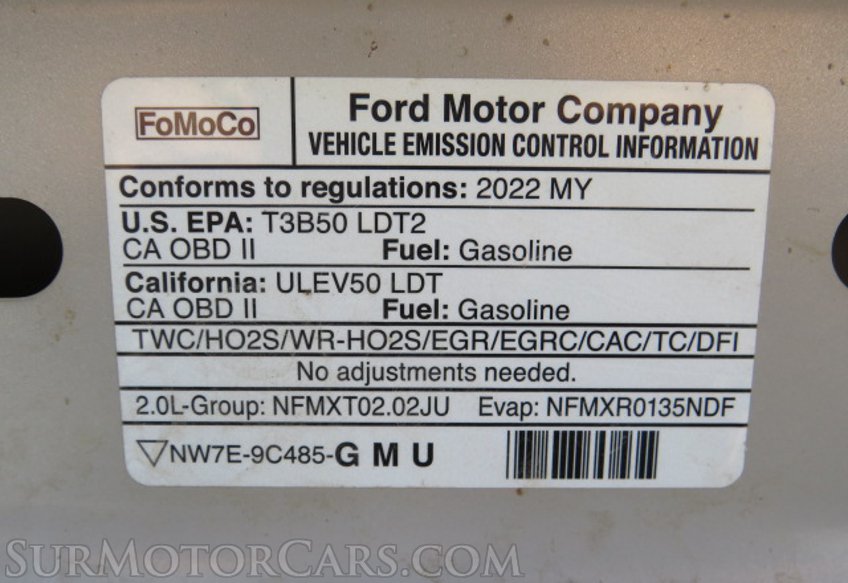 FoMoCo
Ford Motor Company
VEHICLE EMISSION CONTROL INFORMATION
Conforms to regulations: 2022 MY
U.S. EPA: T3B50 LDT2
CA OBD II Fuel: Gasoline
California: ULEV50 LDT
CA OBD II Fuel: Gasoline
TWC/HO2S/WR-HO2S/EGR/EGRC/CAC/TC/DFI
No adjustments needed.
2.0L-Group: NFMXT02.02JU Evap: NFMXR0135NDF
NW7E-9C485-G M U
SurMotorCars.com